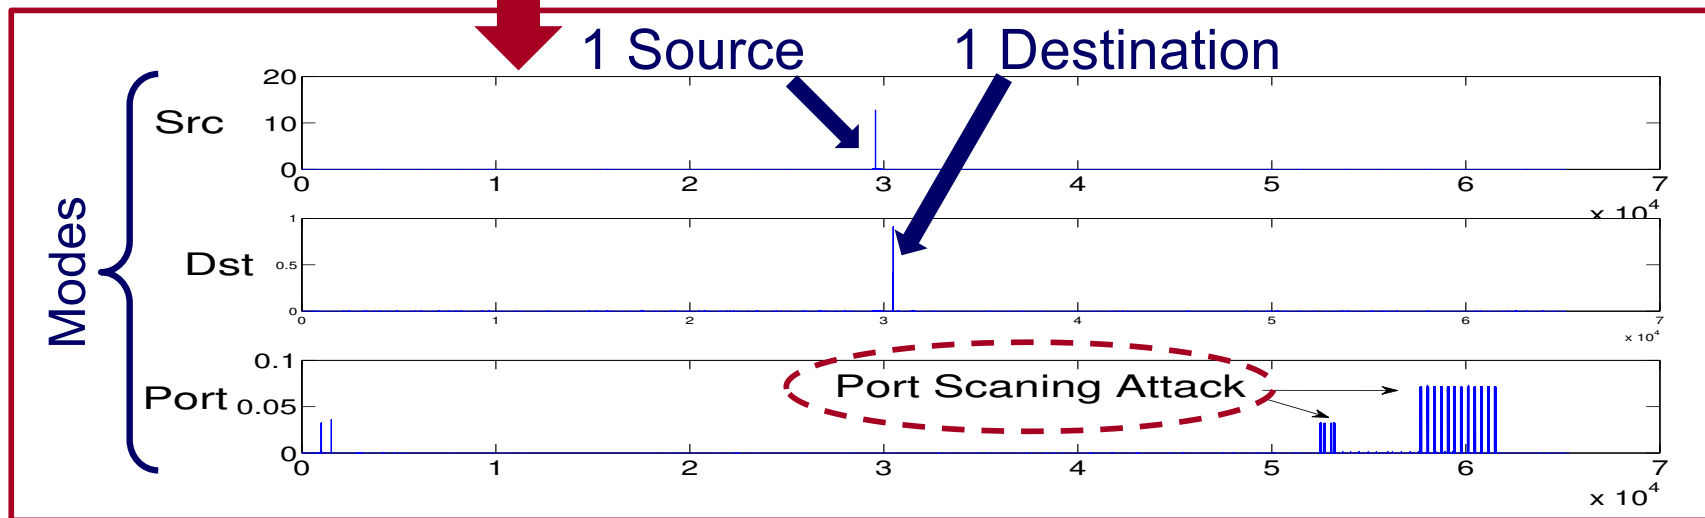 1 Source
1 Destination
Modes
Src
20
10
0
0 1 2 3 4 5 6 7
x 10^4
Dst
1
0.5
0
0 1 2 3 4 5 6 7
x 10^4
Port
0.1
0.05
0
Port Scaning Attack
0 1 2 3 4 5 6 7
x 10^4